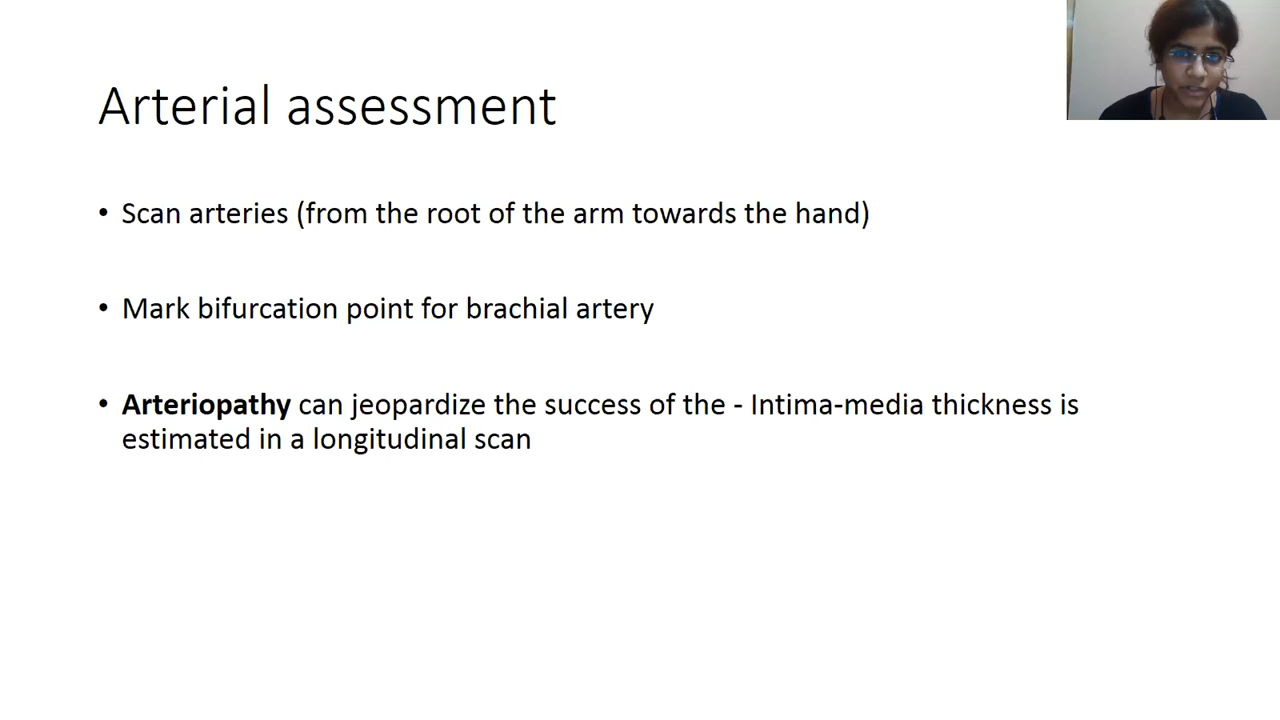 Arterial assessment
• Scan arteries (from the root of the arm towards the hand)
• Mark bifurcation point for brachial artery
• Arteriopathy can jeopardize the success of the - Intima-media thickness is
estimated in a longitudinal scan